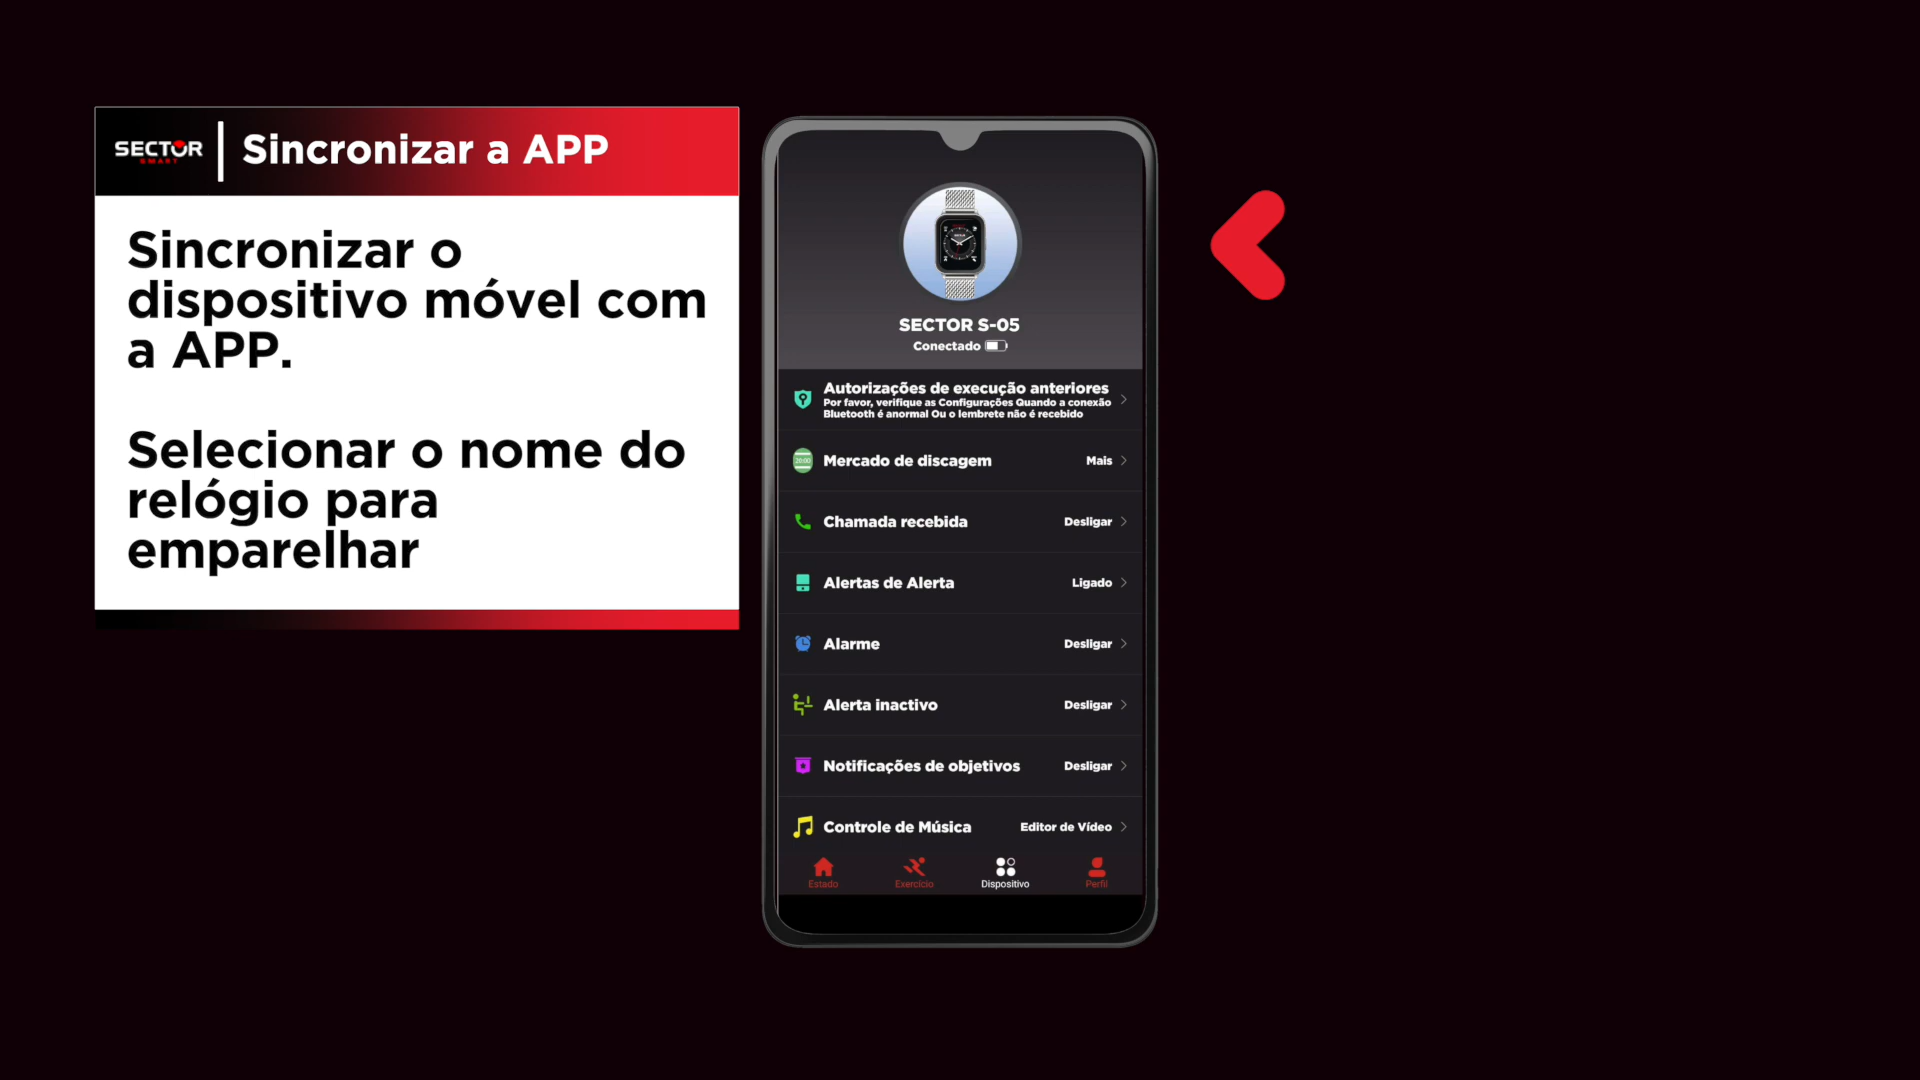 SECTOR
SMART
Sincronizar a APP
Sincronizar o
dispositivo móvel com
a APP.
Selecionar o nome do
relógio para
emparelhar
SECTOR S-05
Conectado
Autorizações de execução anteriores
Por favor, verifique as Configurações Quando a conexão
Bluetooth é anormal Ou o lembrete não é recebido
20:00
Mercado de discagem Mais
Chamada recebida Desligar
Alertas de Alerta Ligado
Alarme Desligar
Alerta inactivo Desligar
Notificações de objetivos Desligar
Controle de Música Editor de Vídeo
Estado Exercício Dispositivo Perfil